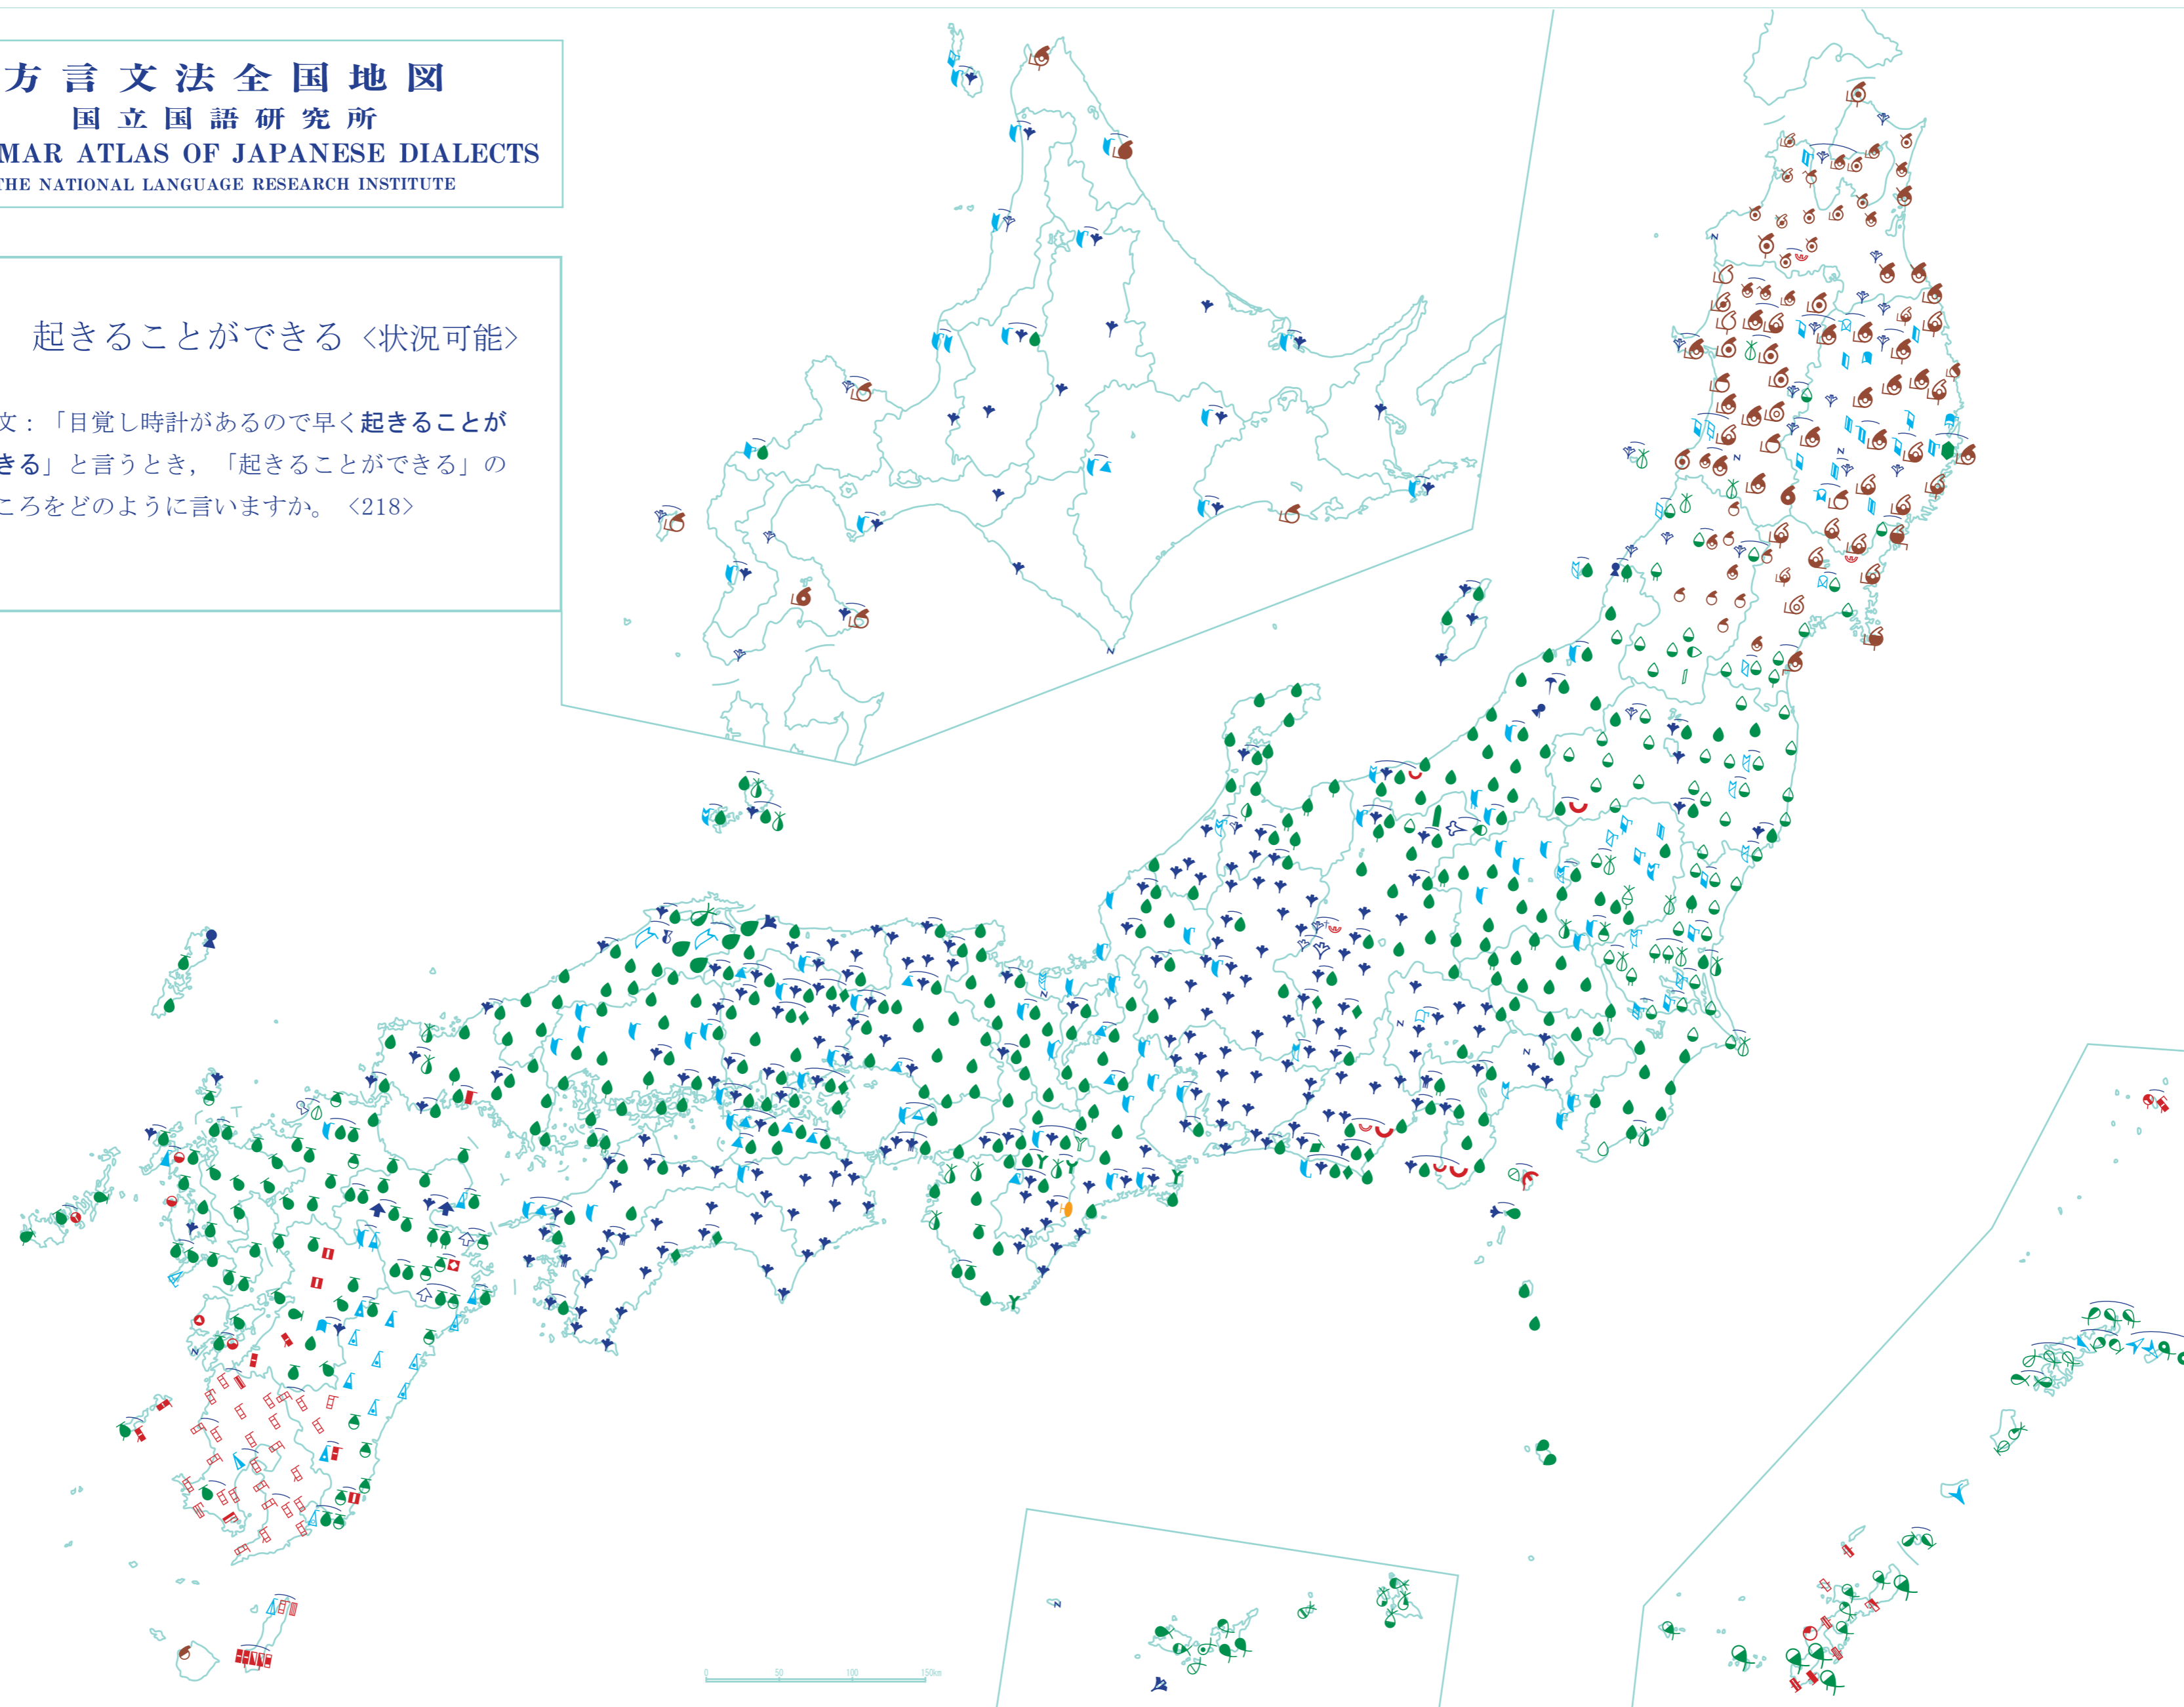 方言文法全国地図
国立国語研究所
MAR ATLAS OF JAPANESE DIALECTS
THE NATIONAL LANGUAGE RESEARCH INSTITUTE
起きることができる〈状況可能〉
文：「目覚し時計があるので早く起きることが
きる」と言うとき，「起きることができる」の
ころをどのように言いますか。〈218〉
0 50 100 150km